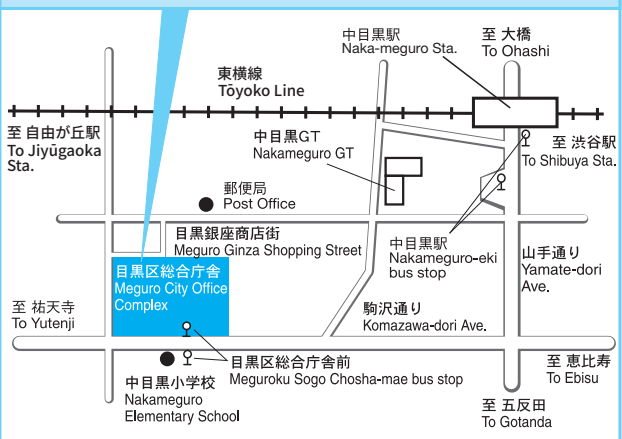 中目黒駅
Naka-meguro Sta.
至 大橋
To Ohashi
東横線
Tōyoko Line
至 自由が丘駅
To Jiyūgaoka
Sta.
中目黒GT
Nakameguro GT
至 渋谷駅
To Shibuya Sta.
郵便局
Post Office
目黒銀座商店街
Meguro Ginza Shopping Street
中目黒駅
Nakameguro-eki
bus stop
山手通り
Yamate-dori
Ave.
目黒区総合庁舎
Meguro City Office
Complex
至 祐天寺
To Yutenji
駒沢通り
Komazawa-dori Ave.
目黒区総合庁舎前
Meguroku Sogo Chosha-mae bus stop
至 恵比寿
To Ebisu
中目黒小学校
Nakameguro
Elementary School
至 五反田
To Gotanda